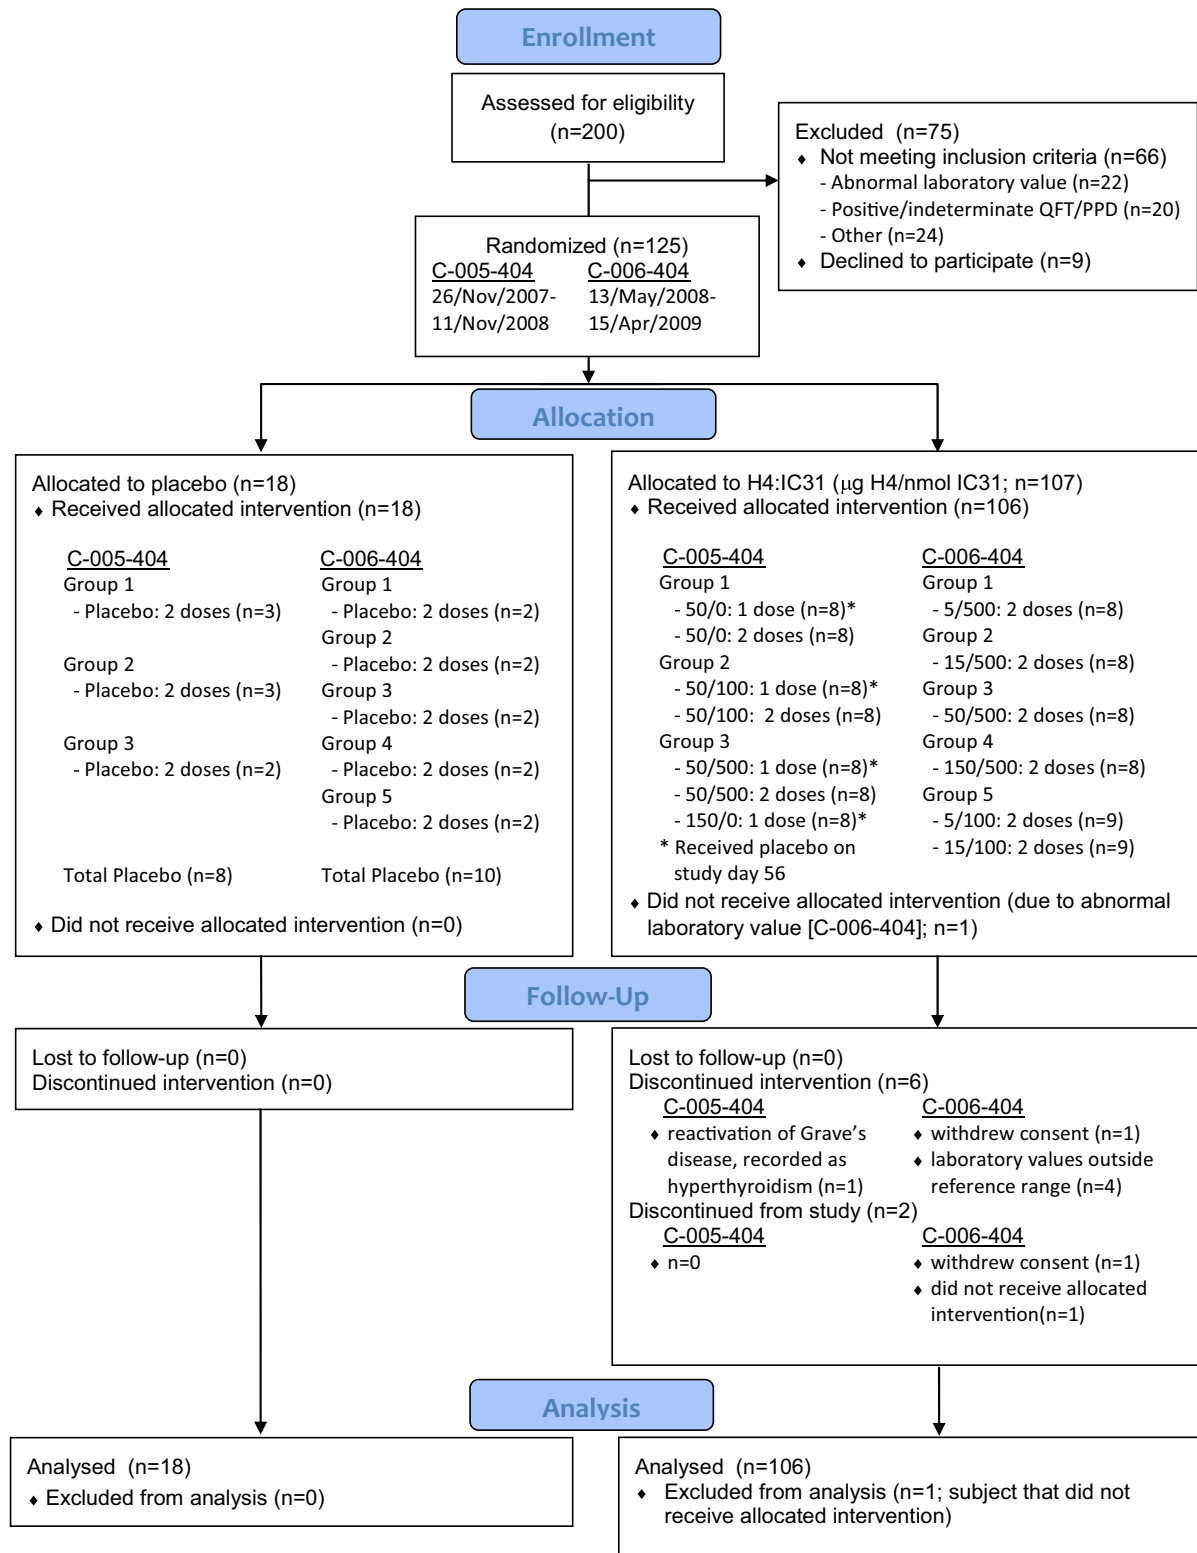 Enrollment
Assessed for eligibility
(n=200)
Excluded (n=75)
♦ Not meeting inclusion criteria (n=66)
- Abnormal laboratory value (n=22)
- Positive/indeterminate QFT/PPD (n=20)
- Other (n=24)
♦ Declined to participate (n=9)
Randomized (n=125)
C-005-404 C-006-404
26/Nov/2007- 13/May/2008-
11/Nov/2008 15/Apr/2009
Allocation
Allocated to placebo (n=18)
♦ Received allocated intervention (n=18)
C-005-404
Group 1
- Placebo: 2 doses (n=3)
Group 2
- Placebo: 2 doses (n=3)
Group 3
- Placebo: 2 doses (n=2)
Total Placebo (n=8)
C-006-404
Group 1
- Placebo: 2 doses (n=2)
Group 2
- Placebo: 2 doses (n=2)
Group 3
- Placebo: 2 doses (n=2)
Group 4
- Placebo: 2 doses (n=2)
Group 5
- Placebo: 2 doses (n=2)
Total Placebo (n=10)
♦ Did not receive allocated intervention (n=0)
Allocated to H4:IC31 (µg H4/nmol IC31; n=107)
♦ Received allocated intervention (n=106)
C-005-404
Group 1
- 50/0: 1 dose (n=8)*
- 50/0: 2 doses (n=8)
Group 2
- 50/100: 1 dose (n=8)*
- 50/100: 2 doses (n=8)
Group 3
- 50/500: 1 dose (n=8)*
- 50/500: 2 doses (n=8)
- 150/0: 1 dose (n=8)*
* Received placebo on
study day 56
C-006-404
Group 1
- 5/500: 2 doses (n=8)
Group 2
- 15/500: 2 doses (n=8)
Group 3
- 50/500: 2 doses (n=8)
Group 4
- 150/500: 2 doses (n=8)
Group 5
- 5/100: 2 doses (n=9)
- 15/100: 2 doses (n=9)
♦ Did not receive allocated intervention (due to abnormal
laboratory value [C-006-404]; n=1)
Follow-Up
Lost to follow-up (n=0)
Discontinued intervention (n=0)
Lost to follow-up (n=0)
Discontinued intervention (n=6)
C-005-404
♦ reactivation of Grave's
disease, recorded as
hyperthyroidism (n=1)
C-006-404
♦ withdrew consent (n=1)
♦ laboratory values outside
reference range (n=4)
Discontinued from study (n=2)
C-005-404
♦ n=0
C-006-404
♦ withdrew consent (n=1)
♦ did not receive allocated
intervention(n=1)
Analysis
Analysed (n=18)
♦ Excluded from analysis (n=0)
Analysed (n=106)
♦ Excluded from analysis (n=1; subject that did not
receive allocated intervention)